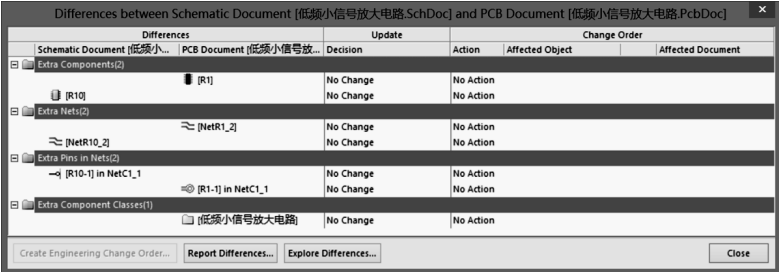 Differences between Schematic Document [低频小信号放大电路.SchDoc] and PCB Document [低频小信号放大电路.PcbDoc]
Differences Update Change Order
Schematic Document [低频小... PCB Document [低频小信号放... Decision Action Affected Object Affected Document
Extra Components(2)
[R1] No Change No Action
[R10] No Change No Action
Extra Nets(2)
[NetR1_2] No Change No Action
[NetR10_2] No Change No Action
Extra Pins in Nets(2)
[R10-1] in NetC1_1 No Change No Action
[R1-1] in NetC1_1 No Change No Action
Extra Component Classes(1)
[低频小信号放大电路] No Change No Action
Create Engineering Change Order... Report Differences... Explore Differences... Close